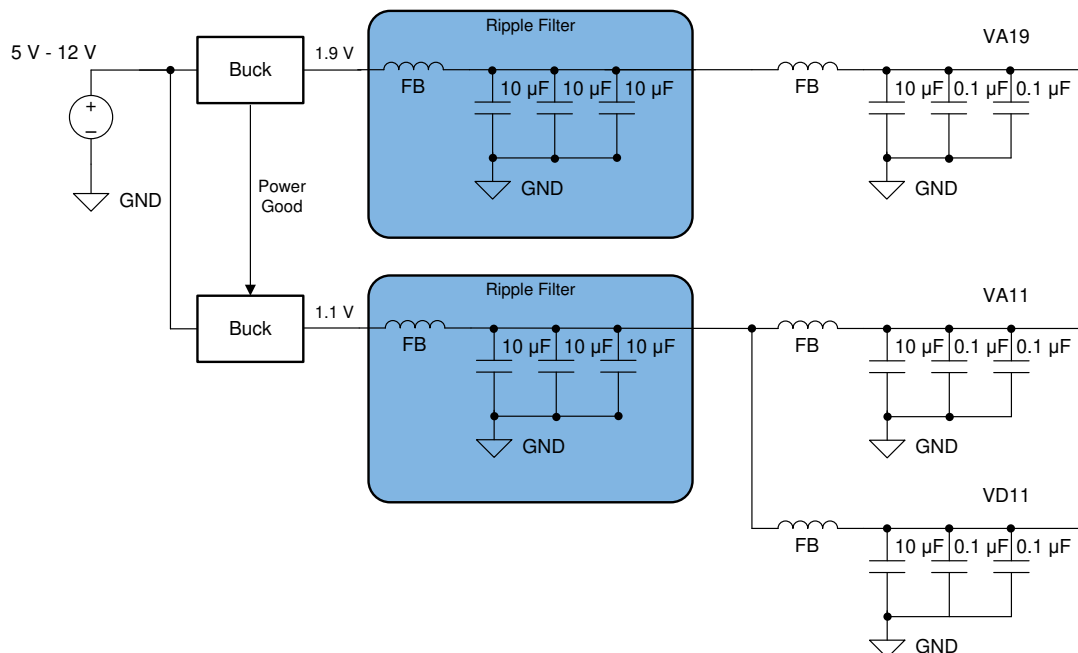 Ripple Filter
VA19
5 V - 12 V
1.9 V
Buck
FB
10 µF 10 µF 10 µF
FB
10 µF 0.1 µF 0.1 µF
+
–
GND
Power
Good
GND
GND
Ripple Filter
VA11
1.1 V
Buck
FB
10 µF 10 µF 10 µF
FB
10 µF 0.1 µF 0.1 µF
GND
GND
VD11
FB
10 µF 0.1 µF 0.1 µF
GND